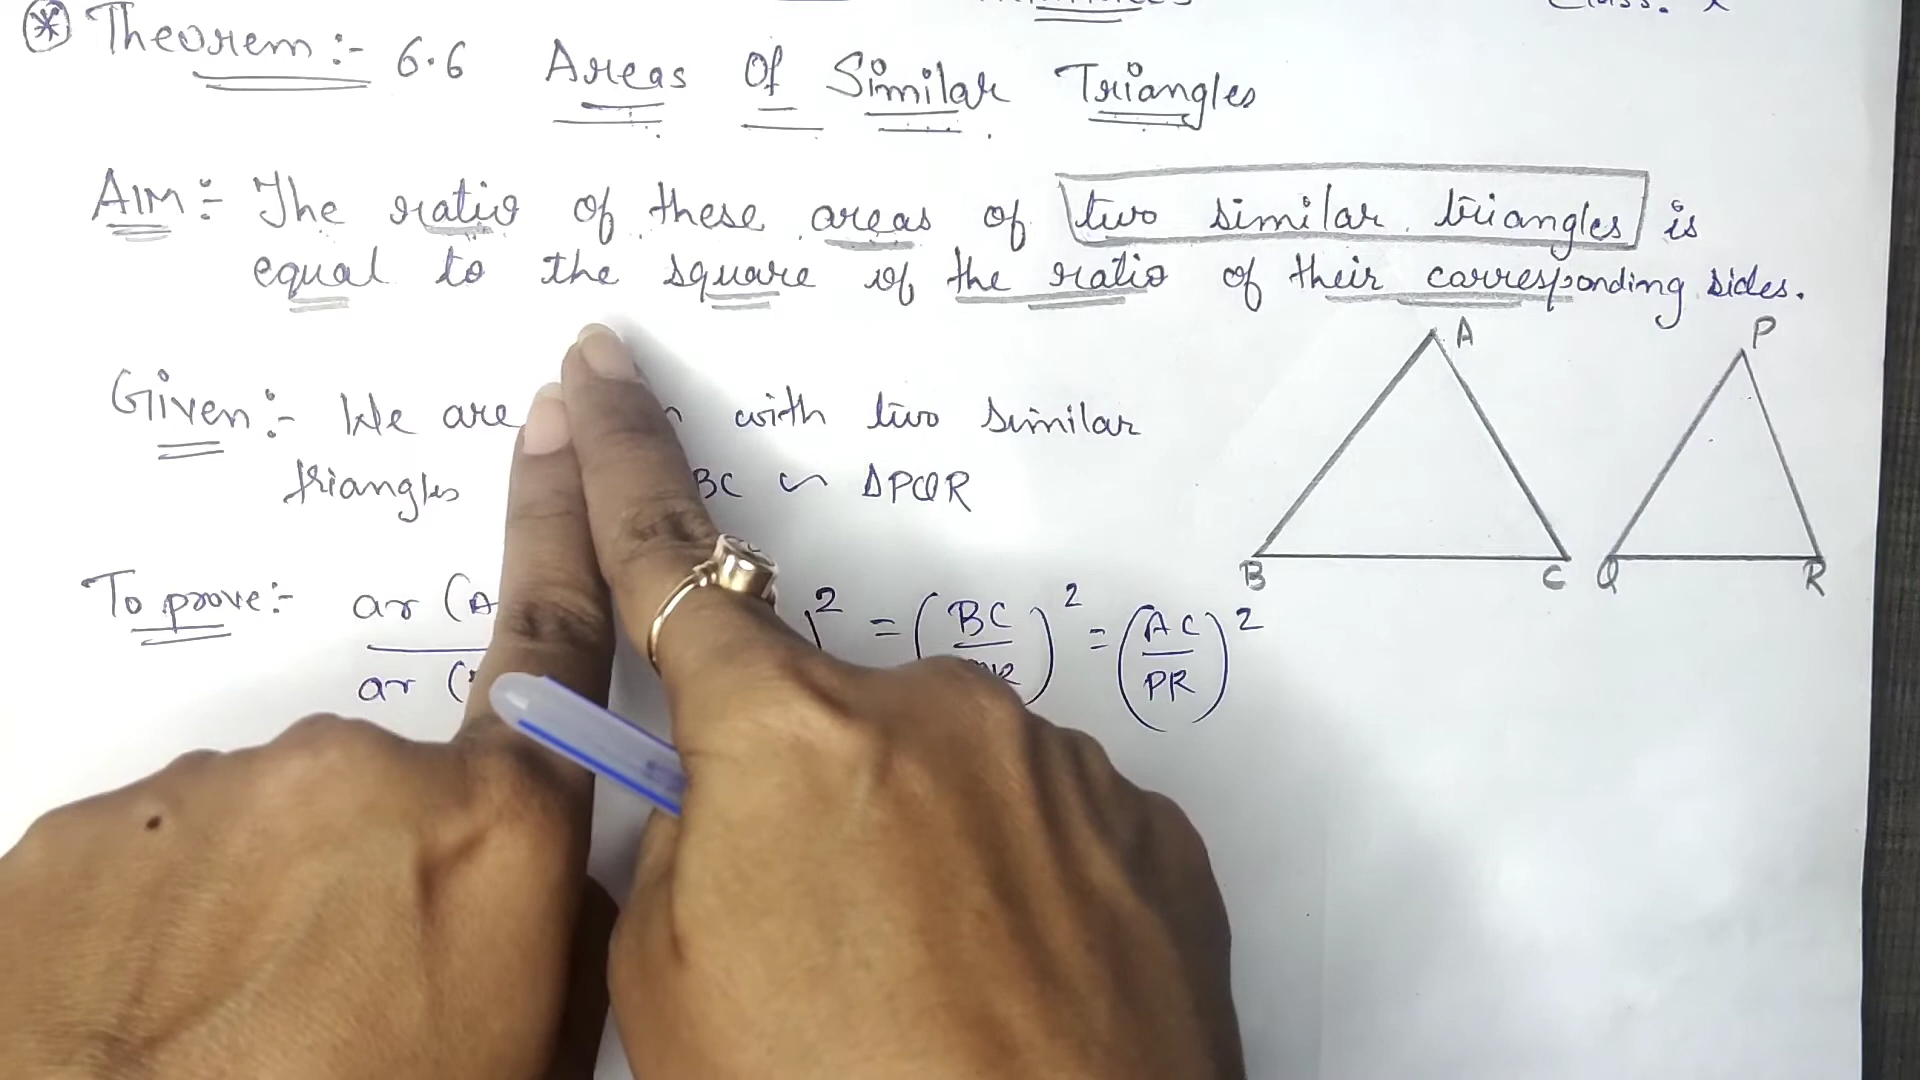 Theorem :- 6.6 Areas Of Similar Triangles
Class. X
AIM :- The ratio of these areas of two similar triangles is
equal to the square of the ratio of their corresponding sides.
Given :- We are with two similar
triangles BC ~ ΔPQR
To prove :- ar (A 2 = (BC 2 = (AC/PR)2
ar (
A
B
C
P
Q
R